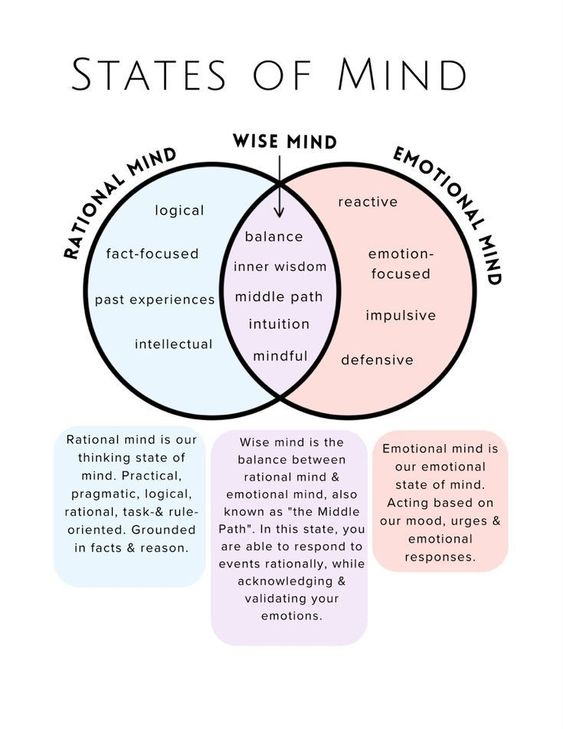 STATES OF MIND
WISE MIND
RATIONAL MIND
EMOTIONAL MIND
logical
fact-focused
past experiences
intellectual
balance
inner wisdom
middle path
intuition
mindful
reactive
emotion-
focused
impulsive
defensive
Rational mind is our
thinking state of
mind. Practical,
pragmatic, logical,
rational, task-& rule-
oriented. Grounded
in facts & reason.
Wise mind is the
balance between
rational mind &
emotional mind, also
known as "the Middle
Path". In this state, you
are able to respond to
events rationally, while
acknowledging &
validating your
emotions.
Emotional mind is
our emotional
state of mind.
Acting based on
our mood, urges &
emotional
responses.